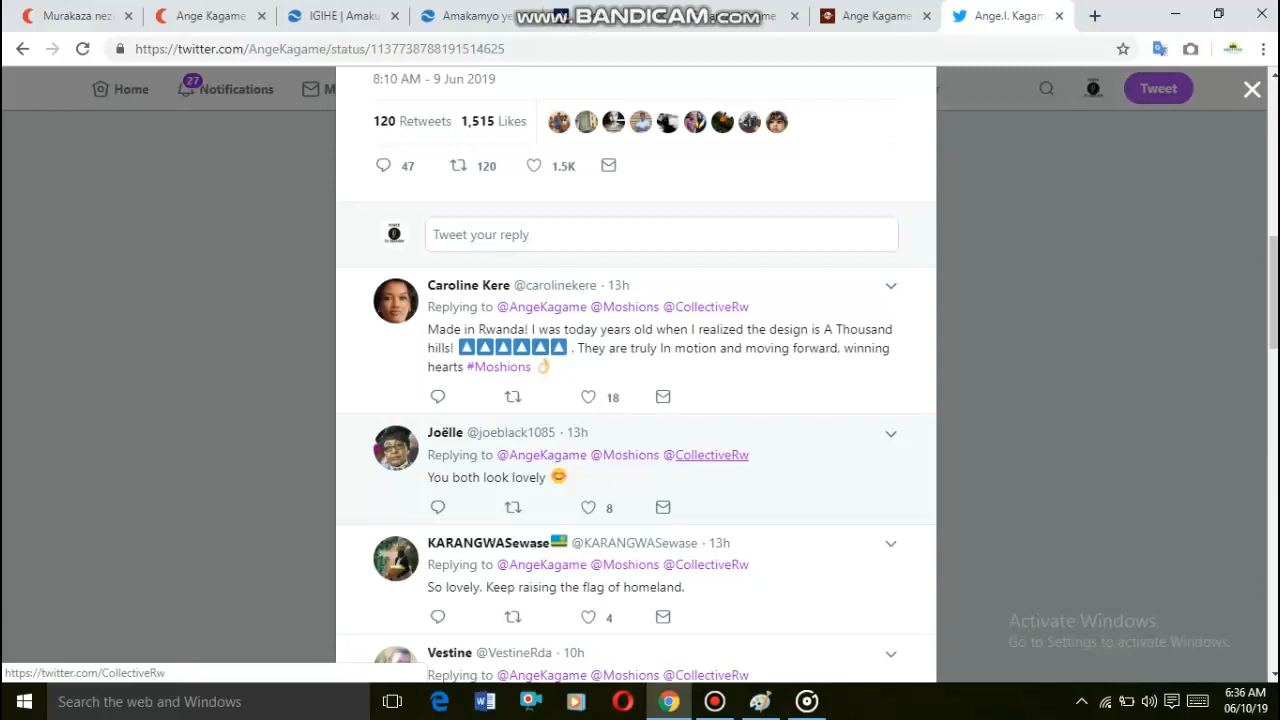 Murakaza nez
Ange Kagame
IGIHE | Amaku
Amakamyo ye
www.BANDICAM.com
me
Ange Kagame
Ange.I. Kagam
https://twitter.com/AngeKagame/status/1137738788191514625
Home
27
Notifications
M
Tweet
8:10 AM - 9 Jun 2019
120 Retweets 1,515 Likes
47 120 1.5K
Tweet your reply
Caroline Kere @carolinekere · 13h
Replying to @AngeKagame @Moshions @CollectiveRw
Made in Rwanda! I was today years old when I realized the design is A Thousand
hills! 🔼🔼🔼🔼🔼🔼 . They are truly In motion and moving forward, winning
hearts #Moshions 👌
18
Joëlle @joeblack1085 · 13h
Replying to @AngeKagame @Moshions @CollectiveRw
You both look lovely 😊
8
KARANGWASewase🇷🇼 @KARANGWASewase · 13h
Replying to @AngeKagame @Moshions @CollectiveRw
So lovely. Keep raising the flag of homeland.
4
Vestine @VestineRda · 10h
Replying to @AngeKagame @Moshions @CollectiveRw
Activate Windows
Go to Settings to activate Windows.
https://twitter.com/CollectiveRw
Search the web and Windows
6:36 AM
06/10/19